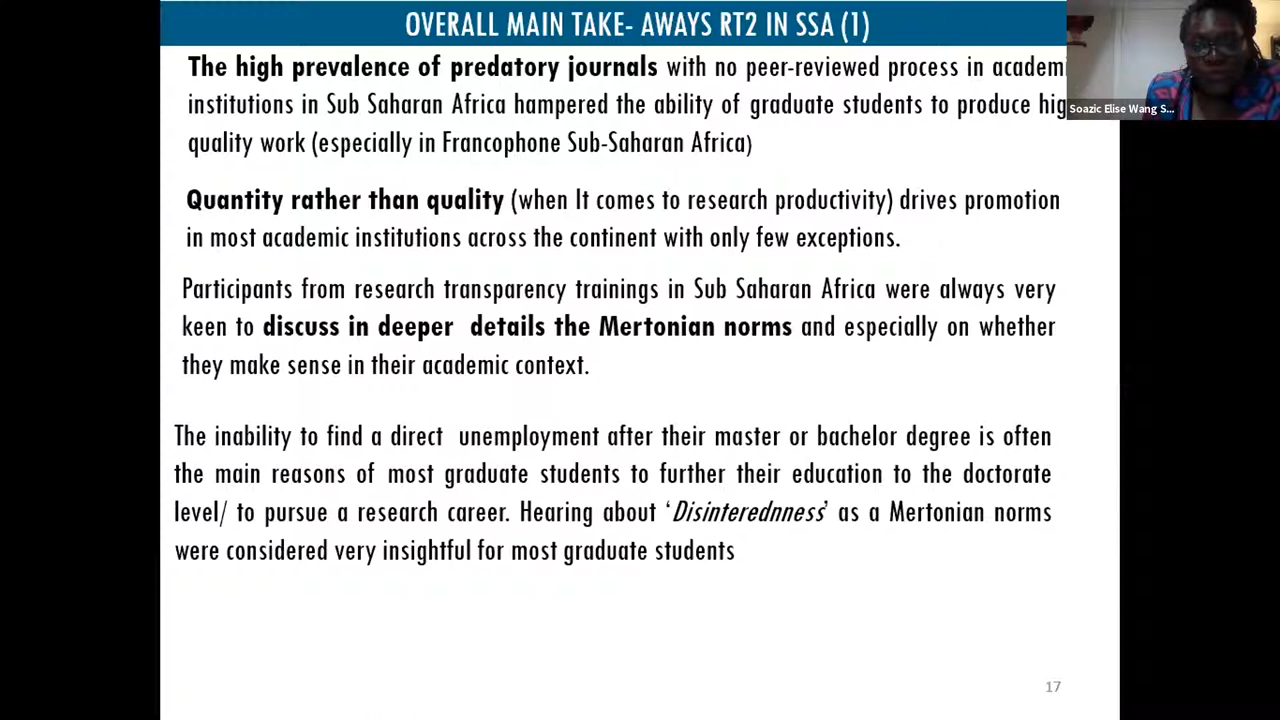 OVERALL MAIN TAKE- AWAYS RT2 IN SSA (1)
The high prevalence of predatory journals with no peer-reviewed process in academi
institutions in Sub Saharan Africa hampered the ability of graduate students to produce hig
quality work (especially in Francophone Sub-Saharan Africa)
Soazic Elise Wang S...
Quantity rather than quality (when It comes to research productivity) drives promotion
in most academic institutions across the continent with only few exceptions.
Participants from research transparency trainings in Sub Saharan Africa were always very
keen to discuss in deeper details the Mertonian norms and especially on whether
they make sense in their academic context.
The inability to find a direct unemployment after their master or bachelor degree is often
the main reasons of most graduate students to further their education to the doctorate
level/ to pursue a research career. Hearing about ‘Disinterednness’ as a Mertonian norms
were considered very insightful for most graduate students
17